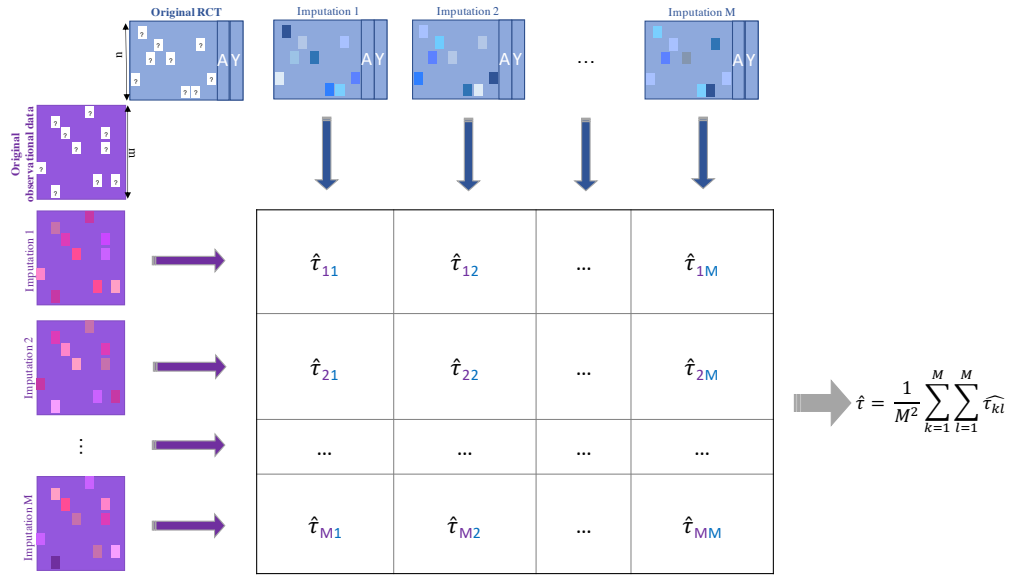 Original RCT
Imputation 1
Imputation 2
Imputation M
n
? ? ? ? ? ? ? ? ? ?
A Y
A Y
A Y
...
A Y
Original
observational data
? ? ? ? ? ? ? ? ? ?
m
Imputation 1
τ̂11 τ̂12 ... τ̂1M
Imputation 2
τ̂21 τ̂22 ... τ̂2M
τ̂ = 1/M² ∑_{k=1}^{M} ∑_{l=1}^{M} τ̂_{kl}
⋮
... ... ... ...
Imputation M
τ̂M1 τ̂M2 ... τ̂MM